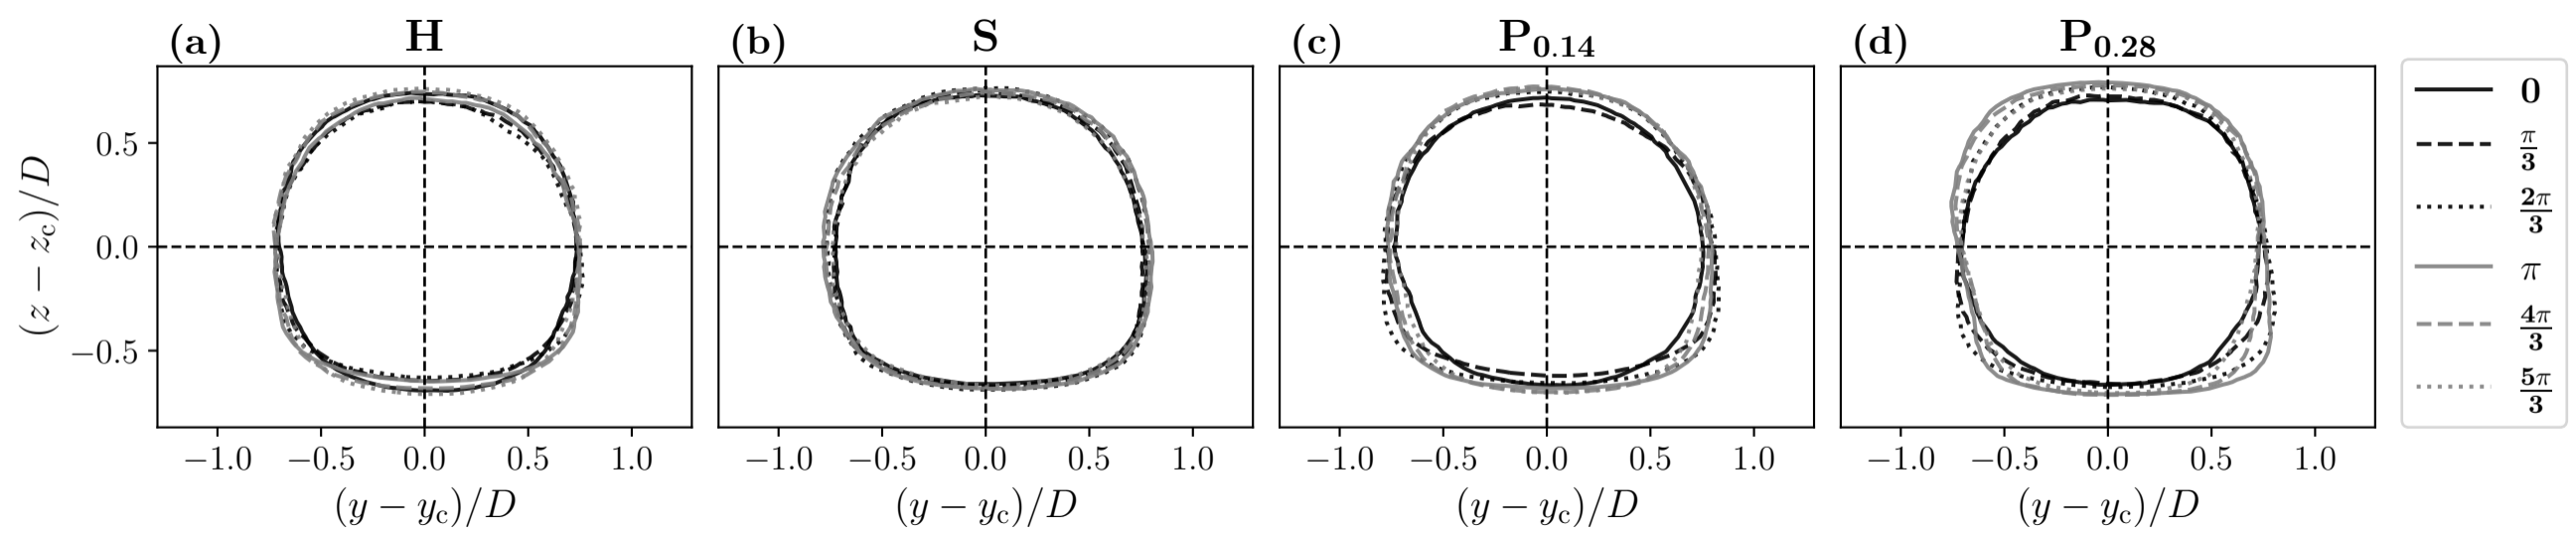 (a) H (b) S (c) P0.14 (d) P0.28
0
π/3
2π/3
π
4π/3
5π/3
(z − zc)/D
0.5
0.0
−0.5
−1.0 −0.5 0.0 0.5 1.0 −1.0 −0.5 0.0 0.5 1.0 −1.0 −0.5 0.0 0.5 1.0 −1.0 −0.5 0.0 0.5 1.0
(y − yc)/D (y − yc)/D (y − yc)/D (y − yc)/D